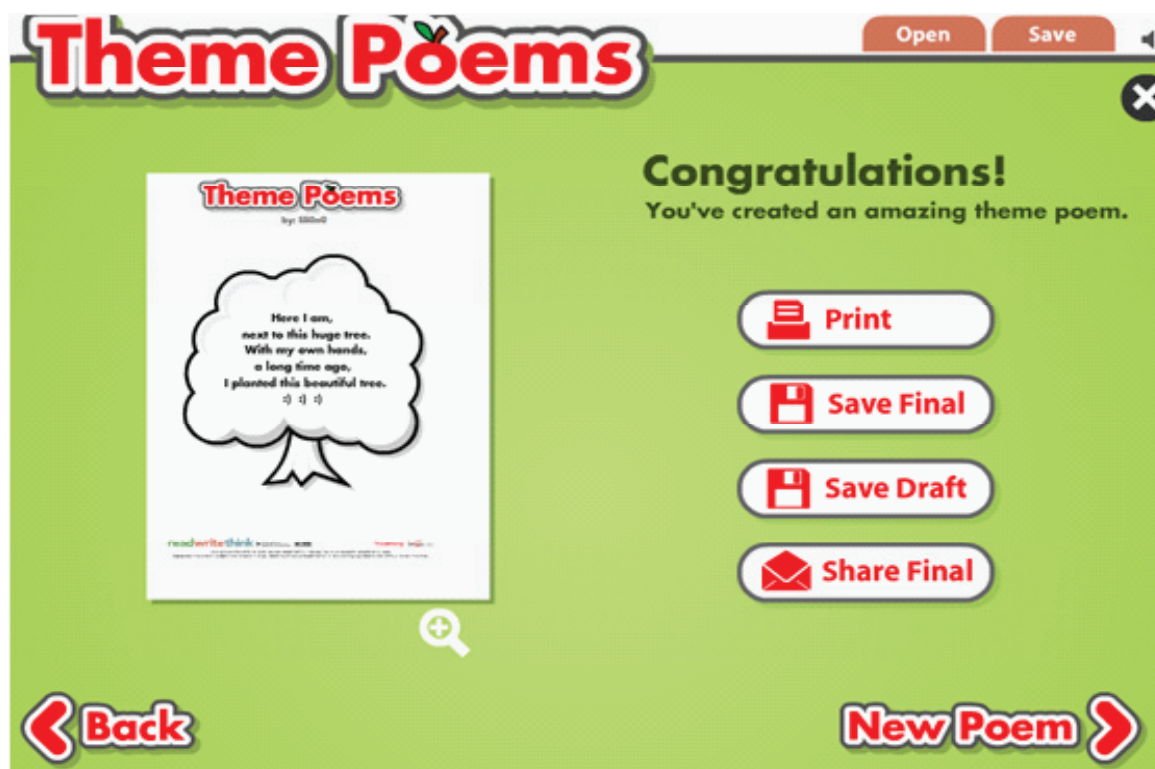 Theme Poems
Open
Save
Congratulations!
You've created an amazing theme poem.
Theme Poems
by:
Here I am,
next to this huge tree.
With my own hands,
a long time ago,
I planted this beautiful tree.
:) :) :)
readwritethink
Print
Save Final
Save Draft
Share Final
Back
New Poem